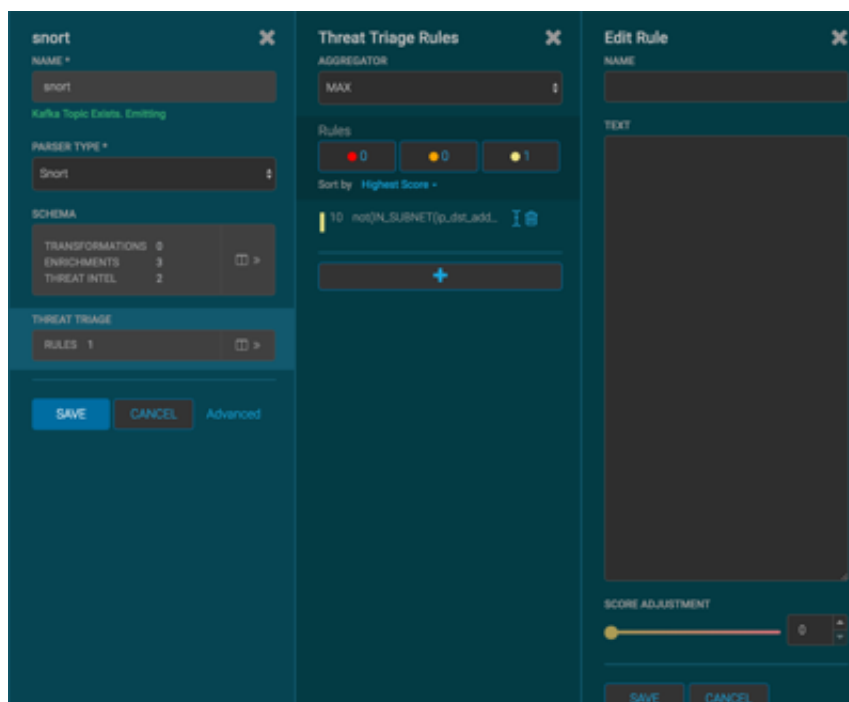 snort
NAME *
snort
Kafka Topic Exists. Emitting
PARSER TYPE *
Snort
SCHEMA
TRANSFORMATIONS 0
ENRICHMENTS 3
THREAT INTEL 2
THREAT TRIAGE
RULES 1
SAVE CANCEL Advanced
Threat Triage Rules
AGGREGATOR
MAX
Rules
0 0 1
Sort by Highest Score
10 not(IN_SUBNET(ip_dst_add...
Edit Rule
NAME
TEXT
SCORE ADJUSTMENT
0
SAVE CANCEL